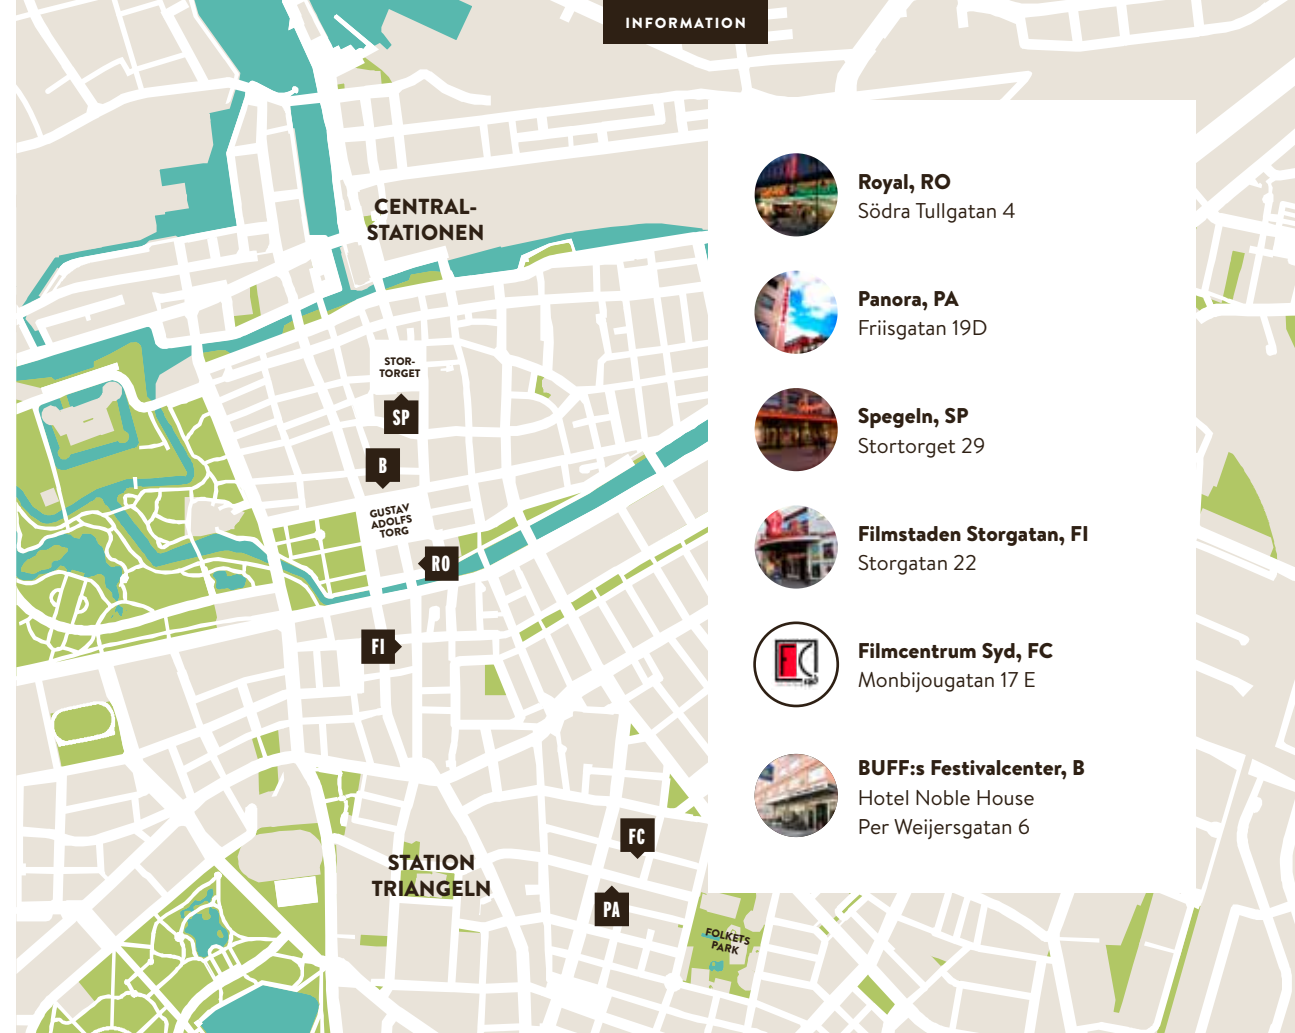 INFORMATION
CENTRAL-
STATIONEN
STOR-
TORGET
SP
B
GUSTAV
ADOLFS
TORG
RO
FI
STATION
TRIANGELN
FC
PA
FOLKETS
PARK
Royal, RO
Södra Tullgatan 4
Panora, PA
Friisgatan 19D
Spegeln, SP
Stortorget 29
Filmstaden Storgatan, FI
Storgatan 22
Filmcentrum Syd, FC
Monbijougatan 17 E
BUFF:s Festivalcenter, B
Hotel Noble House
Per Weijersgatan 6